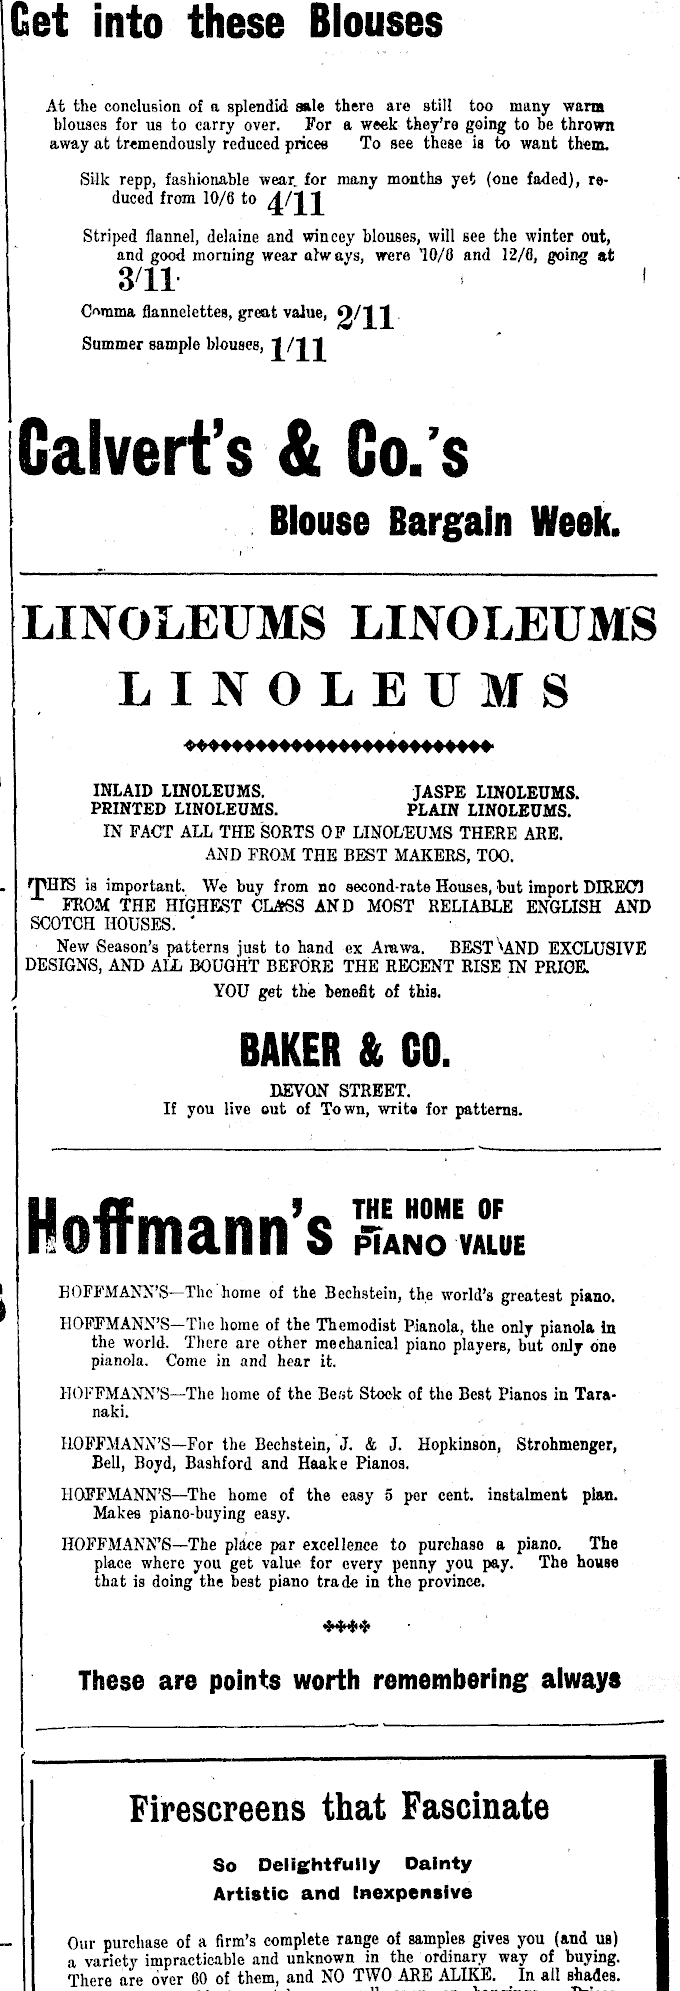 Get into these Blouses
At the conclusion of a splendid sale there are still too many warm
blouses for us to carry over. For a week they're going to be thrown
away at tremendously reduced prices To see these is to want them.
Silk repp, fashionable wear for many months yet (one faded), re-
duced from 10/6 to 4/11
Striped flannel, delaine and wincey blouses, will see the winter out,
and good morning wear always, were 10/6 and 12/6, going at
3/11.
Comma flannelettes, great value, 2/11
Summer sample blouses, 1/11
Calvert's & Co.'s
Blouse Bargain Week.
LINOLEUMS LINOLEUMS
LINOLEUMS
INLAID LINOLEUMS. JASPE LINOLEUMS.
PRINTED LINOLEUMS. PLAIN LINOLEUMS.
IN FACT ALL THE SORTS OF LINOLEUMS THERE ARE.
AND FROM THE BEST MAKERS, TOO.
THIS is important. We buy from no second-rate Houses, but import DIRECT
FROM THE HIGHEST CLASS AND MOST RELIABLE ENGLISH AND
SCOTCH HOUSES.
New Season's patterns just to hand ex Arawa. BEST AND EXCLUSIVE
DESIGNS, AND ALL BOUGHT BEFORE THE RECENT RISE IN PRICE.
YOU get the benefit of this.
BAKER & CO.
DEVON STREET.
If you live out of Town, write for patterns.
Hoffmann's THE HOME OF
PIANO VALUE
HOFFMANN'S—The home of the Bechstein, the world's greatest piano.
HOFFMANN'S—The home of the Themodist Pianola, the only pianola in
the world. There are other mechanical piano players, but only one
pianola. Come in and hear it.
HOFFMANN'S—The home of the Best Stock of the Best Pianos in Tara-
naki.
HOFFMANN'S—For the Bechstein, J. & J. Hopkinson, Strohmenger,
Bell, Boyd, Bashford and Haake Pianos.
HOFFMANN'S—The home of the easy 5 per cent. instalment plan.
Makes piano-buying easy.
HOFFMANN'S—The place par excellence to purchase a piano. The
place where you get value for every penny you pay. The house
that is doing the best piano trade in the province.
These are points worth remembering always
Firescreens that Fascinate
So Delightfully Dainty
Artistic and Inexpensive
Our purchase of a firm's complete range of samples gives you (and us)
a variety impracticable and unknown in the ordinary way of buying.
There are over 60 of them, and NO TWO ARE ALIKE. In all shades.